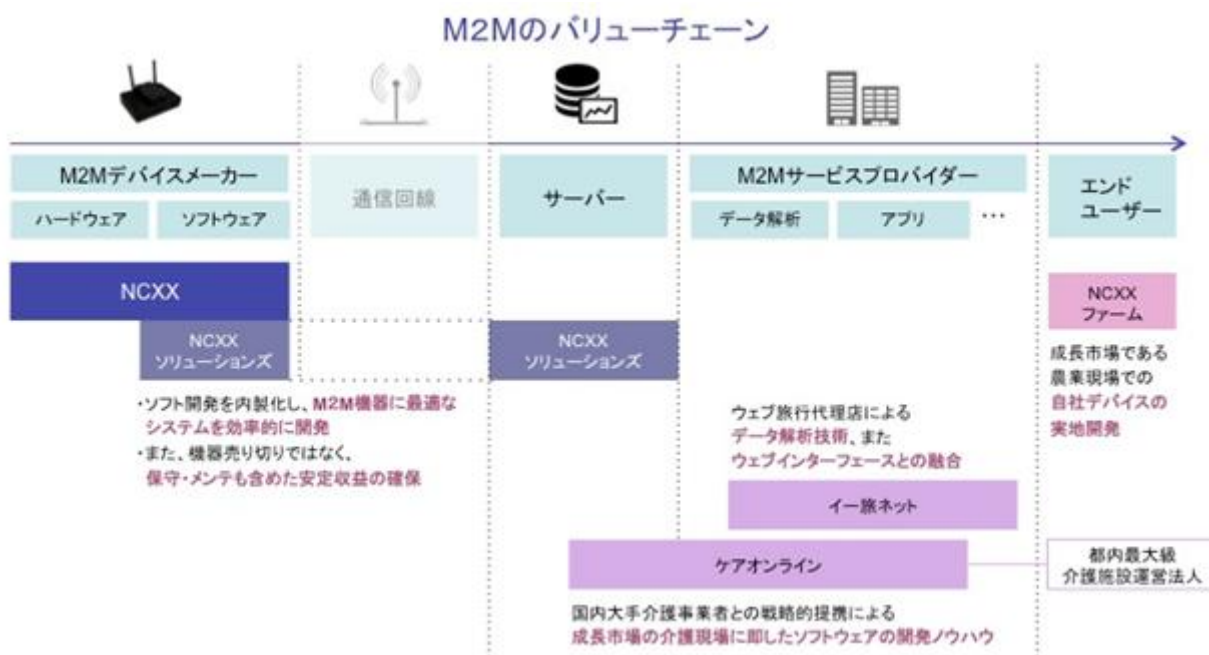 M2Mのバリューチェーン
M2Mデバイスメーカー
ハードウェア
ソフトウェア
通信回線
サーバー
M2Mサービスプロバイダー
データ解析
アプリ
…
エンド
ユーザー
NCXX
NCXX
ソリューションズ
NCXX
ソリューションズ
NCXX
ファーム
・ソフト開発を内製化し、M2M機器に最適な
システムを効率的に開発
・また、機器売り切りではなく、
保守・メンテも含めた安定収益の確保
成長市場である
農業現場での
自社デバイスの
実地開発
ウェブ旅行代理店による
データ解析技術、また
ウェブインターフェースとの融合
イー旅ネット
ケアオンライン
都内最大級
介護施設運営法人
国内大手介護事業者との戦略的提携による
成長市場の介護現場に即したソフトウェアの開発ノウハウ